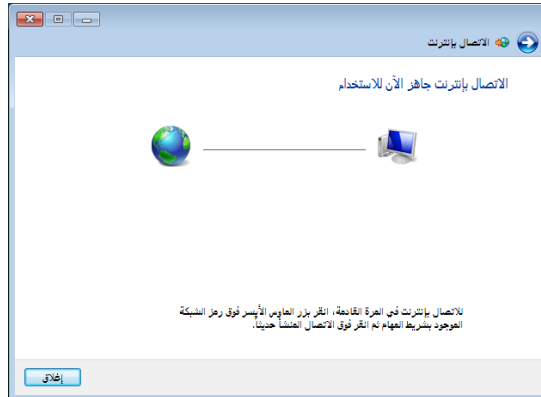 الاتصال بإنترنت
الاتصال بإنترنت جاهز الآن للاستخدام
للاتصال بإنترنت في المرة القادمة، انقر بزر الماوس الأيسر فوق رمز الشبكة
الموجود بشريط المهام ثم انقر فوق الاتصال المنشأ حديثاً.
إغلاق